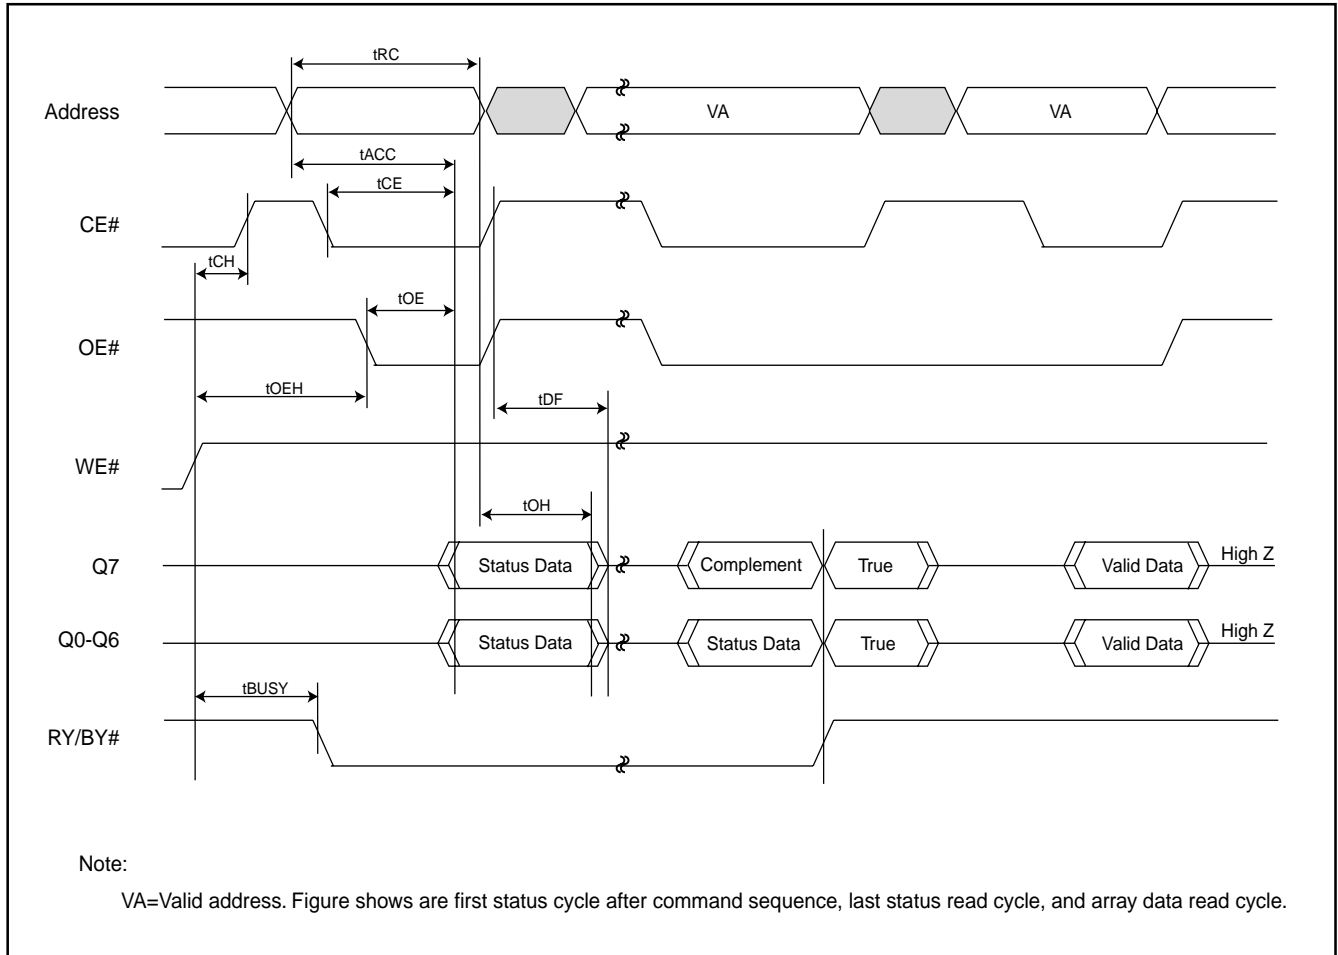 tRC
Address VA VA
tACC
tCE
CE#
tCH
tOE
OE#
tOEH
tDF
WE#
tOH
Q7 Status Data Complement True Valid Data High Z
Q0-Q6 Status Data Status Data True Valid Data High Z
tBUSY
RY/BY#
Note:
VA=Valid address. Figure shows are first status cycle after command sequence, last status read cycle, and array data read cycle.